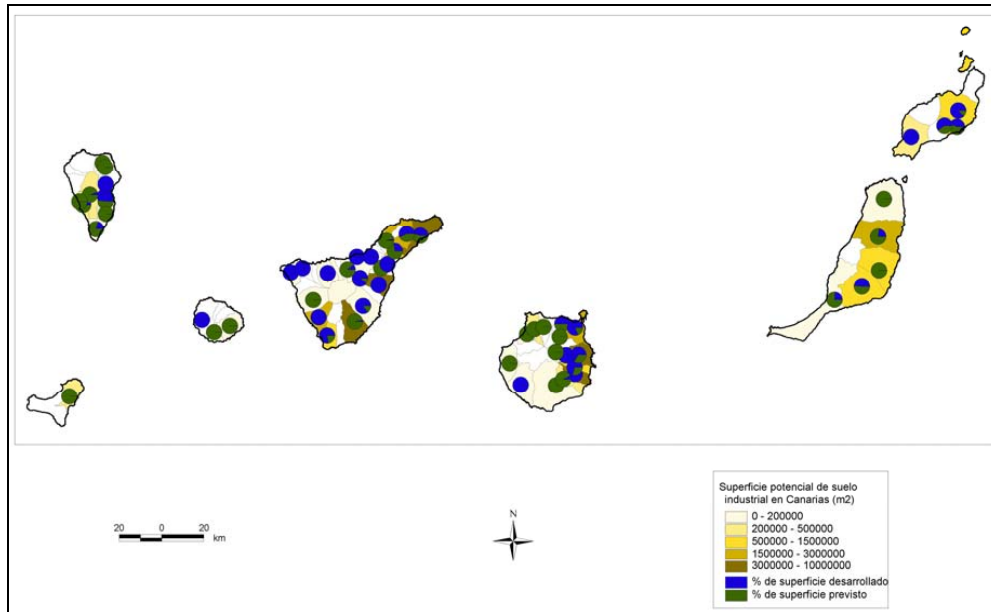 20 0 20
km
N
Superficie potencial de suelo
industrial en Canarias (m2)
0 - 200000
200000 - 500000
500000 - 1500000
1500000 - 3000000
3000000 - 10000000
% de superficie desarrollado
% de superficie previsto